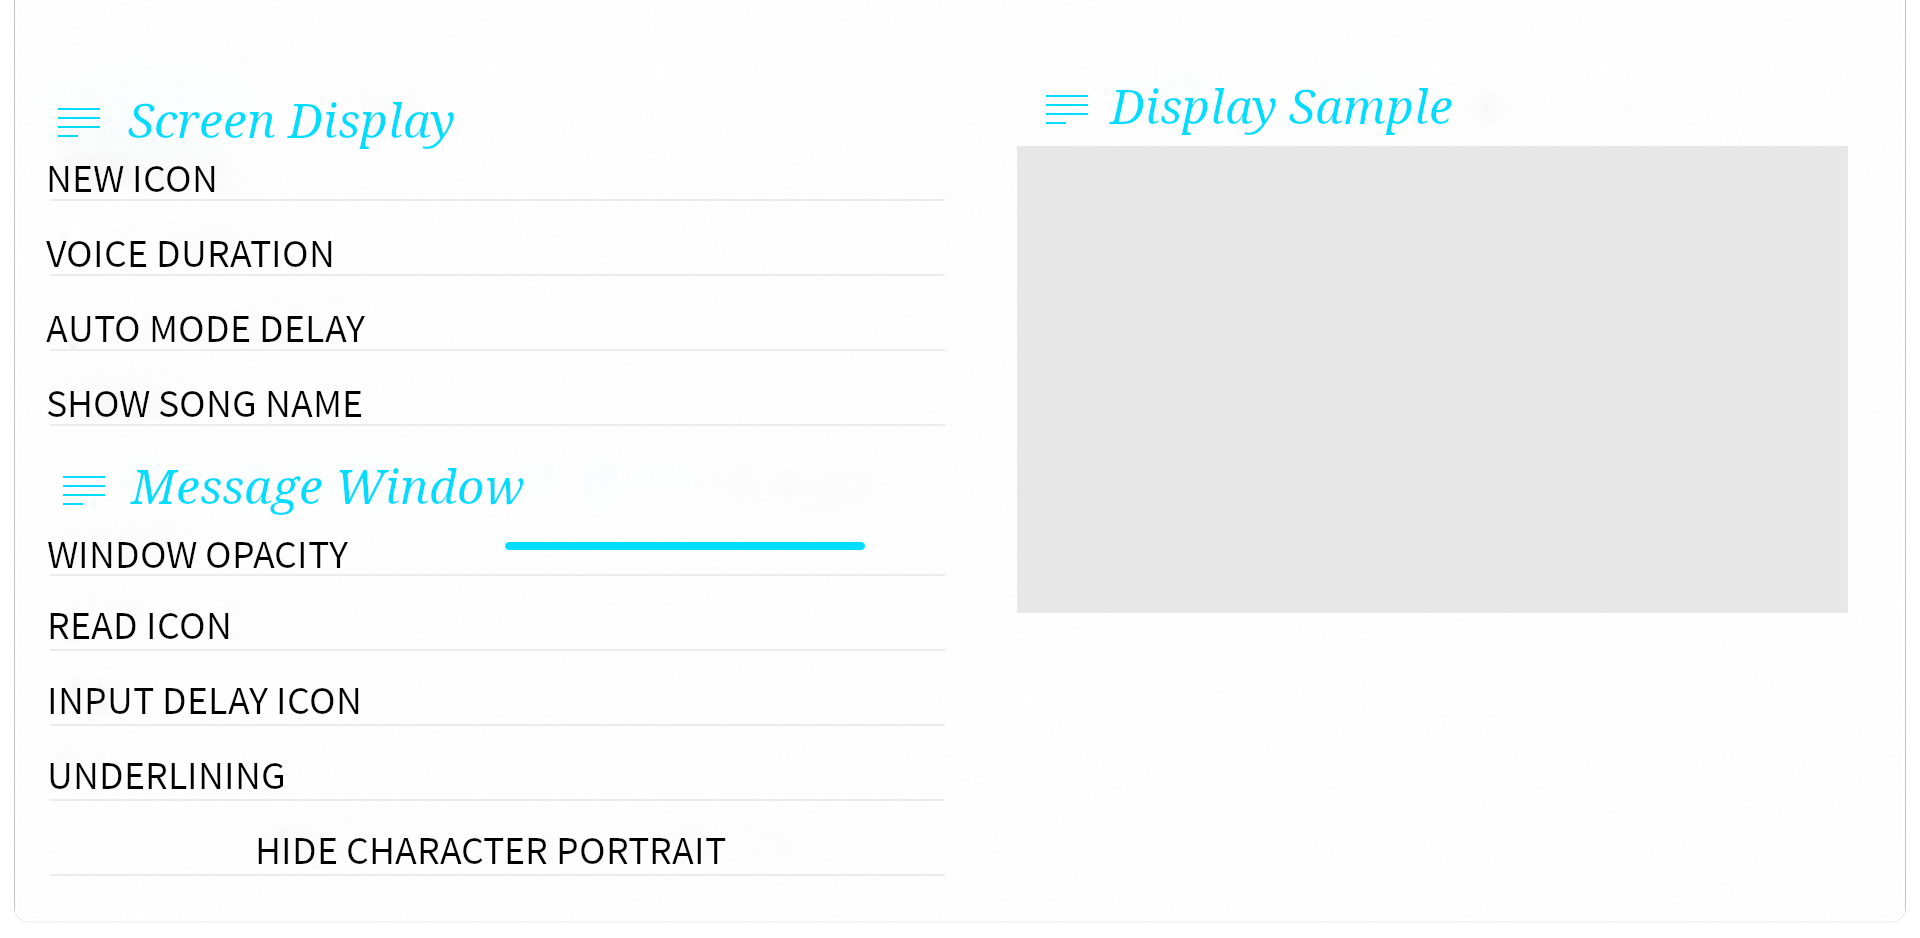 Screen Display
NEW ICON
VOICE DURATION
AUTO MODE DELAY
SHOW SONG NAME
Message Window
WINDOW OPACITY
READ ICON
INPUT DELAY ICON
UNDERLINING
HIDE CHARACTER PORTRAIT
Display Sample